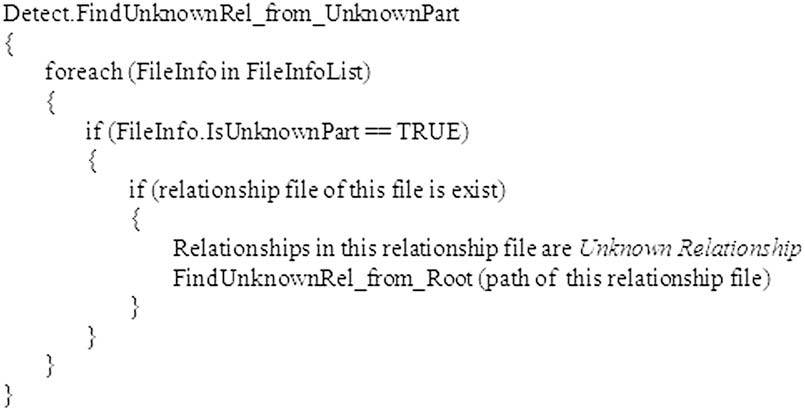 Detect.FindUnknownRel_from_UnknownPart
{
foreach (FileInfo in FileInfoList)
{
if (FileInfo.IsUnknownPart == TRUE)
{
if (relationship file of this file is exist)
{
Relationships in this relationship file are Unknown Relationship
FindUnknownRel_from_Root (path of this relationship file)
}
}
}
}